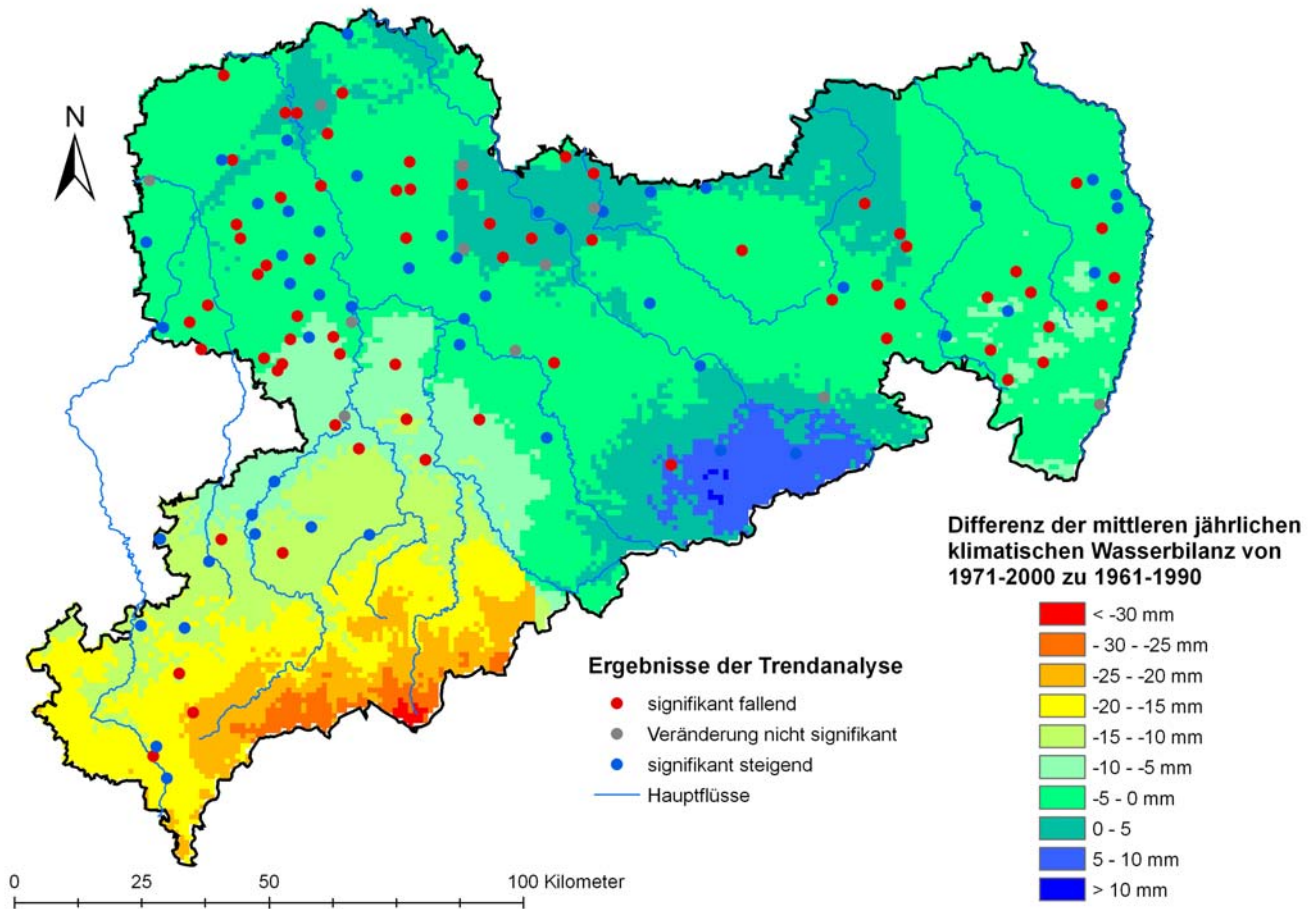 N
Differenz der mittleren jährlichen
klimatischen Wasserbilanz von
1971-2000 zu 1961-1990
< -30 mm
- 30 - -25 mm
-25 - -20 mm
-20 - -15 mm
-15 - -10 mm
-10 - -5 mm
-5 - 0 mm
0 - 5
5 - 10 mm
> 10 mm
Ergebnisse der Trendanalyse
signifikant fallend
Veränderung nicht signifikant
signifikant steigend
Hauptflüsse
0 25 50 100 Kilometer